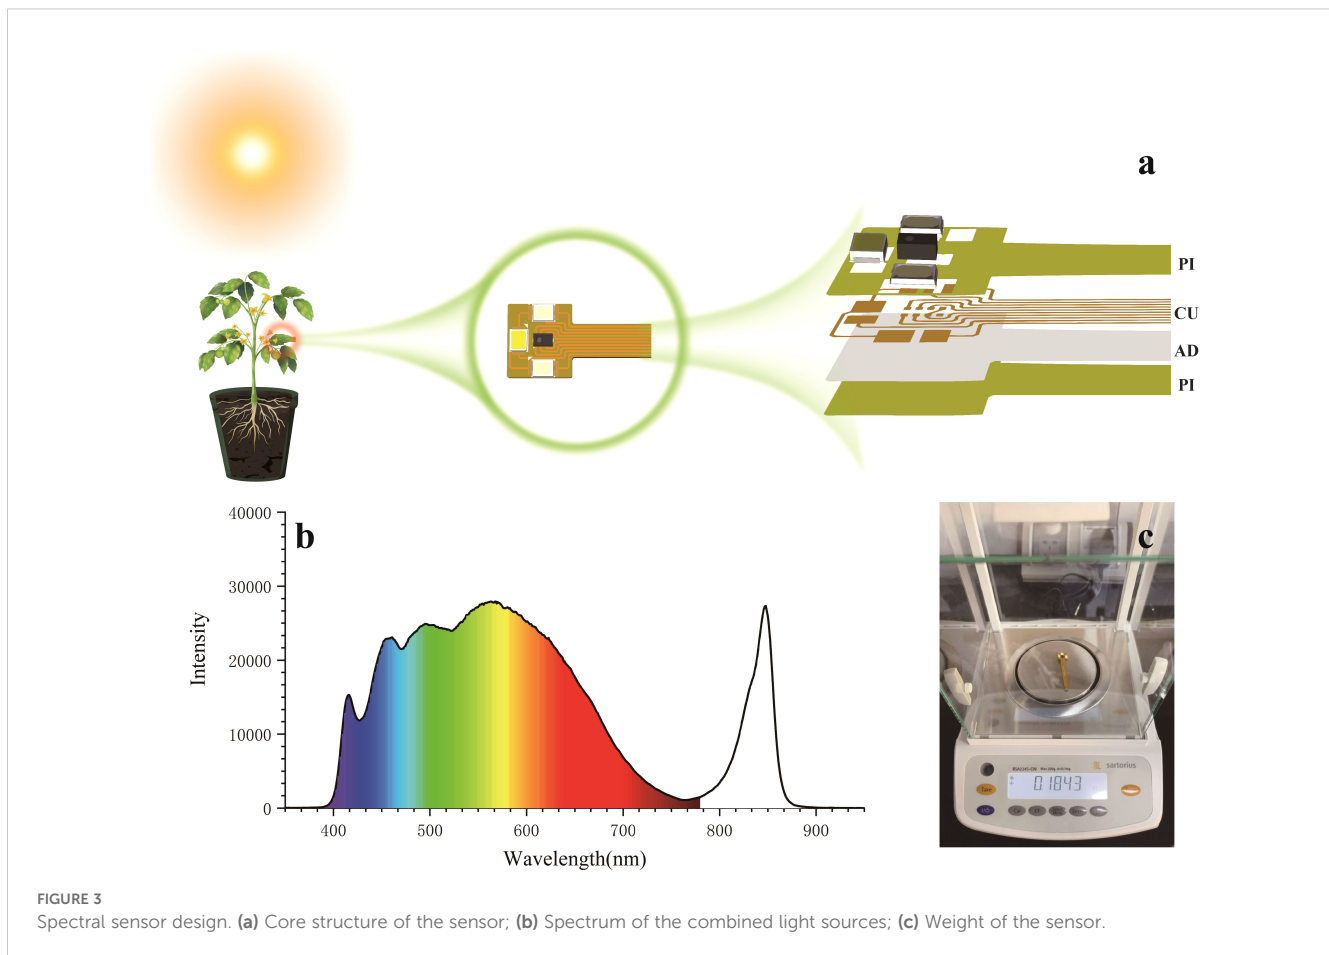 a
PI
CU
AD
PI
b
40000
30000
20000
10000
0
Intensity
400
500
600
700
800
900
Wavelength(nm)
c
sartorius
0.1843
FIGURE 3
Spectral sensor design. (a) Core structure of the sensor; (b) Spectrum of the combined light sources; (c) Weight of the sensor.